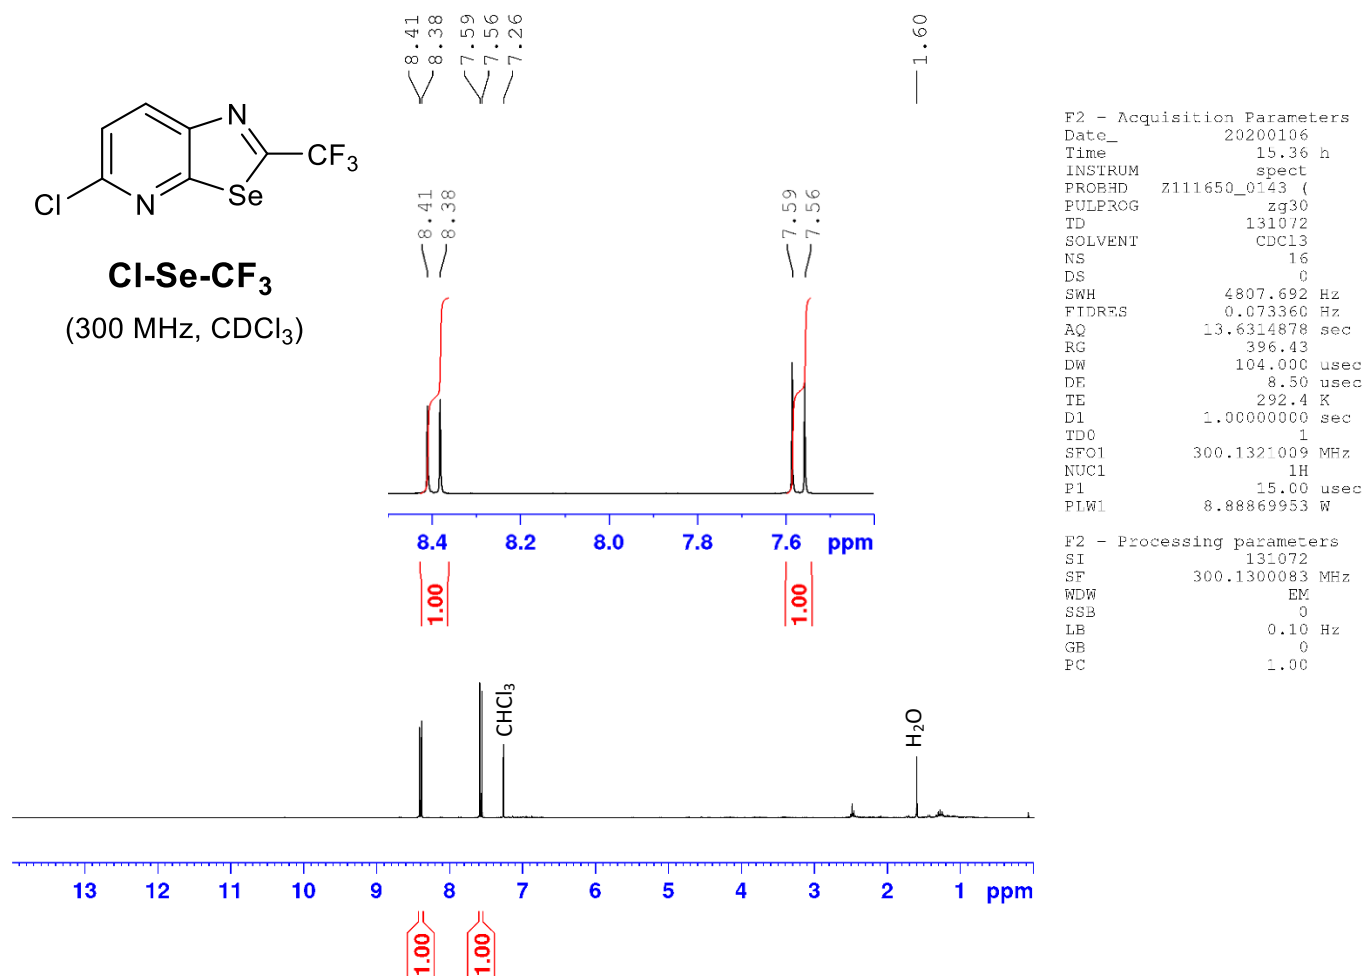 8.41
8.38
7.59
7.56
7.26
1.60
N
CF3
Se
N
Cl
Cl-Se-CF3
(300 MHz, CDCl3)
8.41
8.38
7.59
7.56
8.4 8.2 8.0 7.8 7.6 ppm
1.00
1.00
CHCl3
H2O
13 12 11 10 9 8 7 6 5 4 3 2 1 ppm
1.00
1.00
F2 - Acquisition Parameters
Date_ 20200106
Time 15.36 h
INSTRUM spect
PROBHD Z111650_0143 (
PULPROG zg30
TD 131072
SOLVENT CDCl3
NS 16
DS 0
SWH 4807.692 Hz
FIDRES 0.073360 Hz
AQ 13.6314878 sec
RG 396.43
DW 104.000 usec
DE 8.50 usec
TE 292.4 K
D1 1.00000000 sec
TD0 1
SFO1 300.1321009 MHz
NUC1 1H
P1 15.00 usec
PLW1 8.88869953 W
F2 - Processing parameters
SI 131072
SF 300.1300083 MHz
WDW EM
SSB 0
LB 0.10 Hz
GB 0
PC 1.00